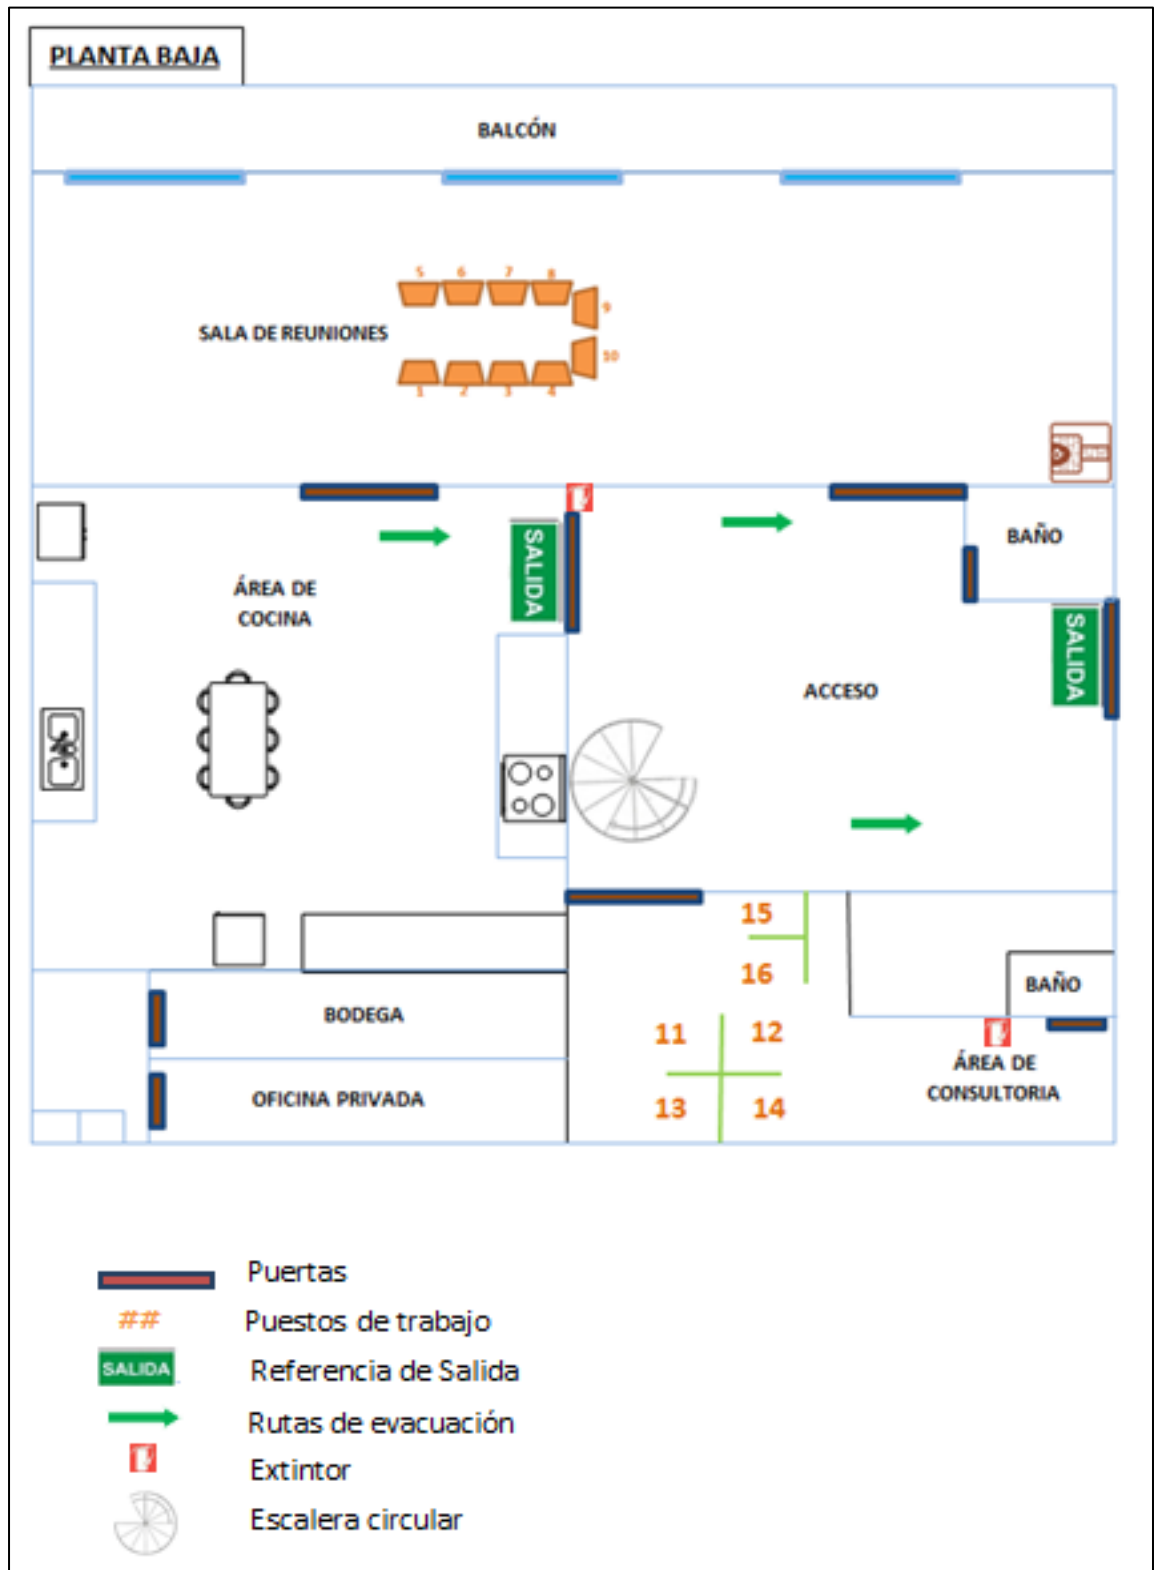 PLANTA BAJA
BALCÓN
5 6 7 8
9
SALA DE REUNIONES
10
1 2 3 4
BAÑO
SALIDA
ÁREA DE
COCINA
SALIDA
ACCESO
15
16
BAÑO
BODEGA
11 12
ÁREA DE
CONSULTORIA
OFICINA PRIVADA
13 14
Puertas
## Puestos de trabajo
SALIDA Referencia de Salida
Rutas de evacuación
Extintor
Escalera circular